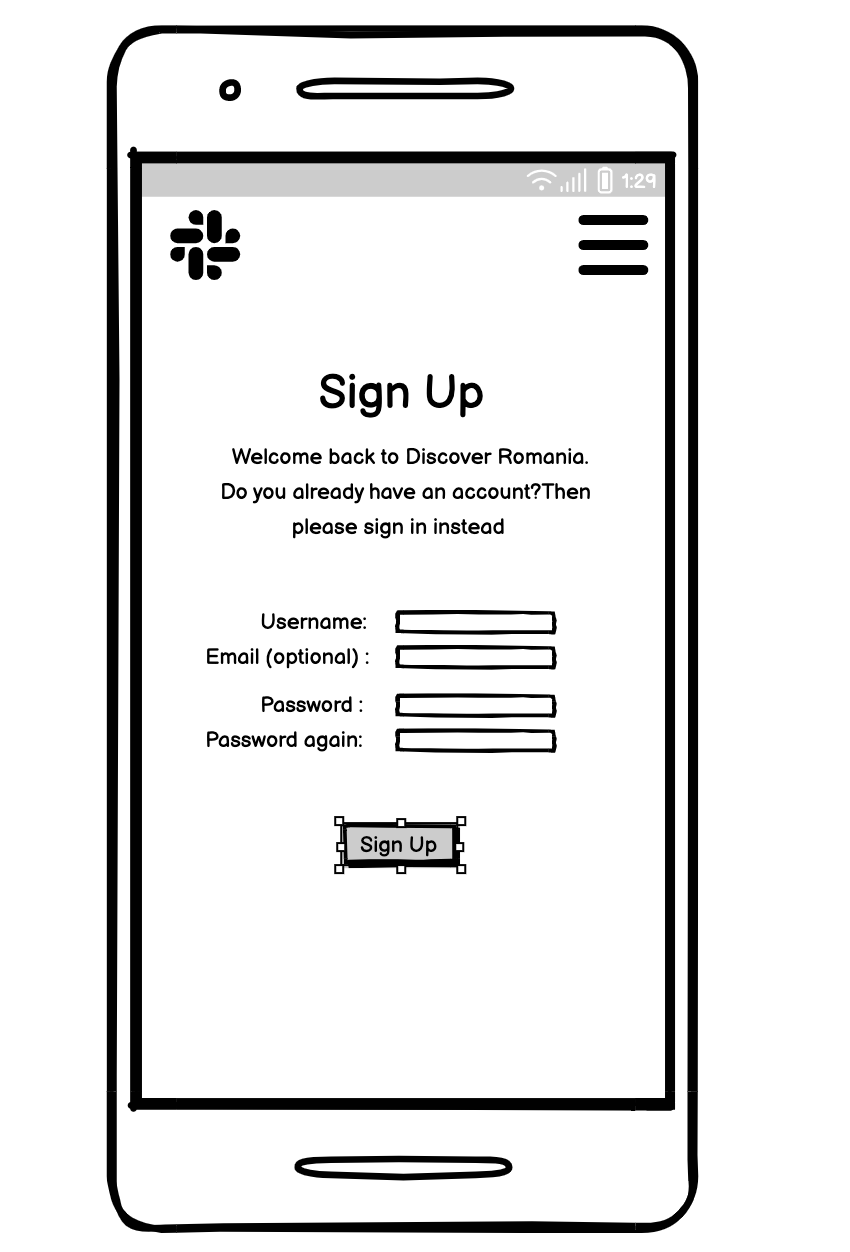 1:29
Sign Up
Welcome back to Discover Romania.
Do you already have an account?Then
please sign in instead
Username:
Email (optional) :
Password :
Password again:
Sign Up